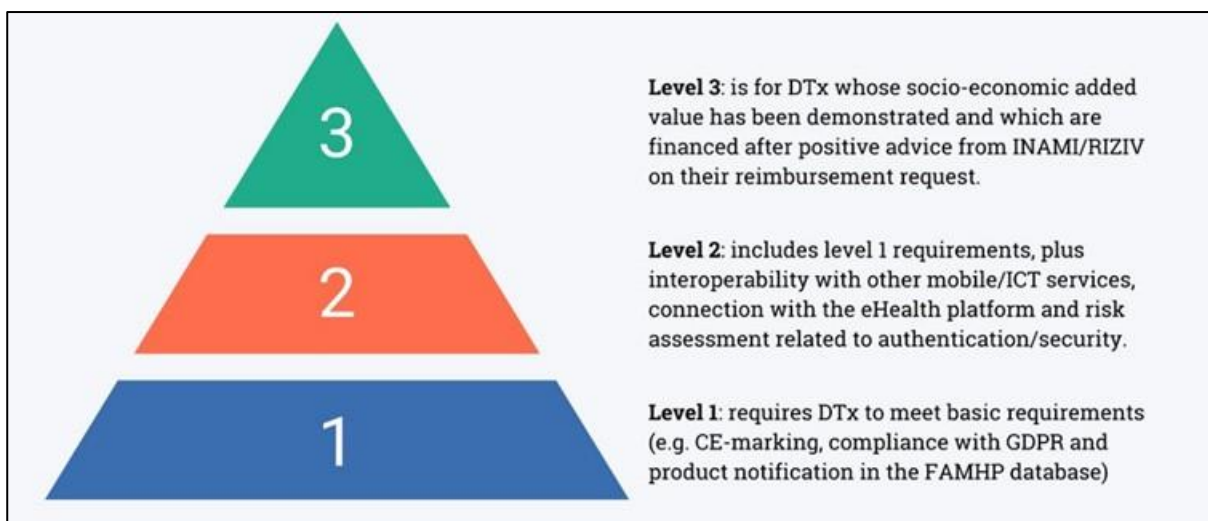 3
Level 3: is for DTx whose socio-economic added
value has been demonstrated and which are
financed after positive advice from INAMI/RIZIV
on their reimbursement request.
2
Level 2: includes level 1 requirements, plus
interoperability with other mobile/ICT services,
connection with the eHealth platform and risk
assessment related to authentication/security.
1
Level 1: requires DTx to meet basic requirements
(e.g. CE-marking, compliance with GDPR and
product notification in the FAMHP database)